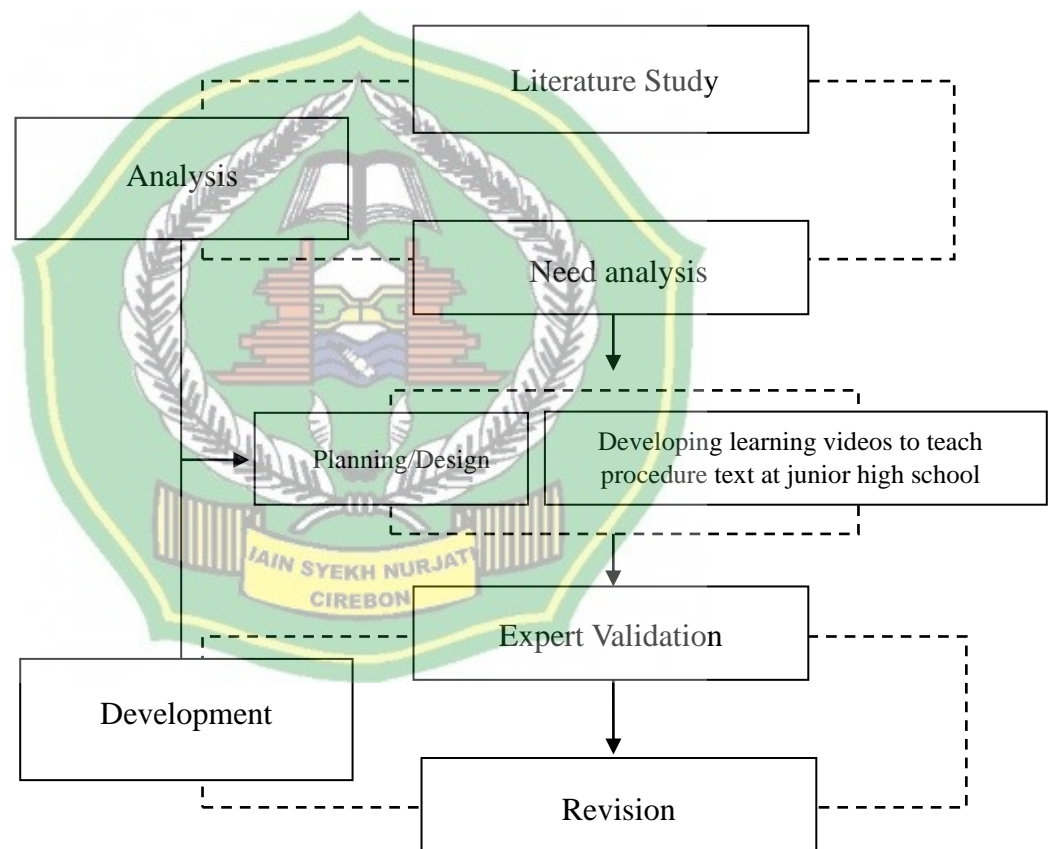 Literature Study
Analysis
Need analysis
Planning/Design
Developing learning videos to teach
procedure text at junior high school
IAIN SYEKH NURJATI
CIREBON
Expert Validation
Development
Revision